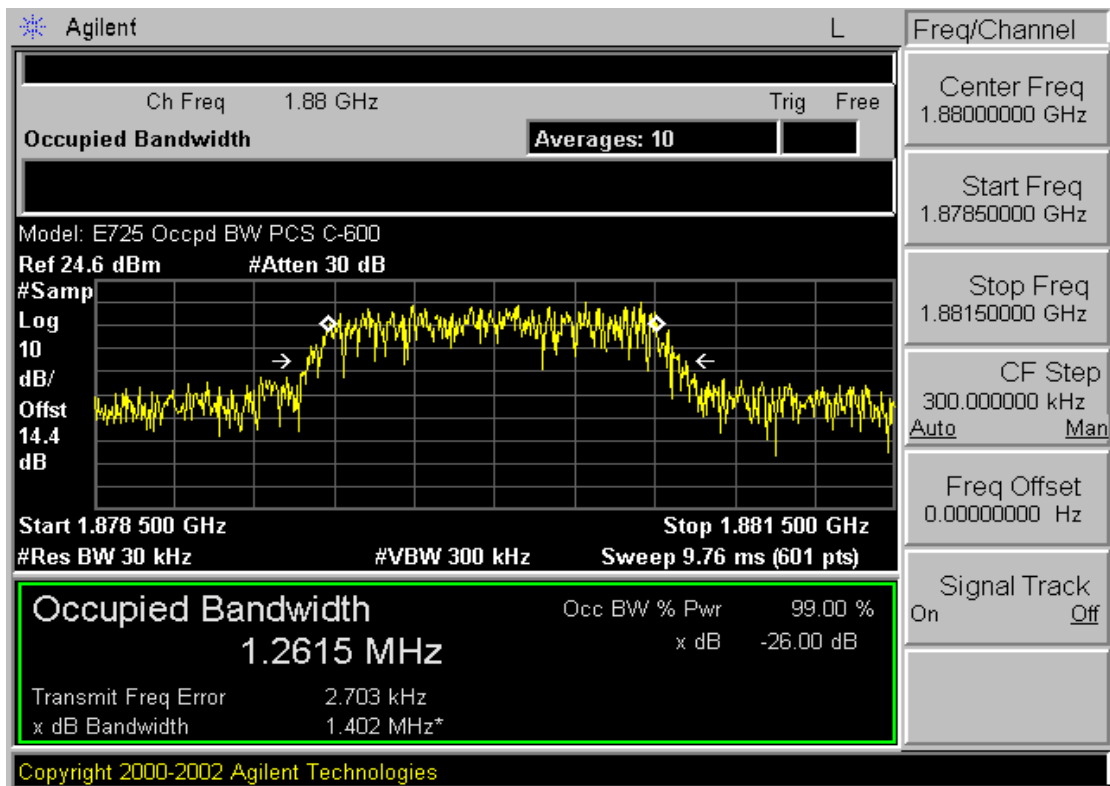 Agilent L
Freq/Channel
Ch Freq 1.88 GHz Trig Free
Occupied Bandwidth Averages: 10
Model: E725 Occpd BW PCS C-600
Ref 24.6 dBm #Atten 30 dB
#Samp
Log
10
dB/
Offst
14.4
dB
Start 1.878 500 GHz Stop 1.881 500 GHz
#Res BW 30 kHz #VBW 300 kHz Sweep 9.76 ms (601 pts)
Occupied Bandwidth Occ BW % Pwr 99.00 %
1.2615 MHz x dB -26.00 dB
Transmit Freq Error 2.703 kHz
x dB Bandwidth 1.402 MHz*
Copyright 2000-2002 Agilent Technologies
Center Freq
1.88000000 GHz
Start Freq
1.87850000 GHz
Stop Freq
1.88150000 GHz
CF Step
300.000000 kHz
Auto Man
Freq Offset
0.00000000 Hz
Signal Track
On Off